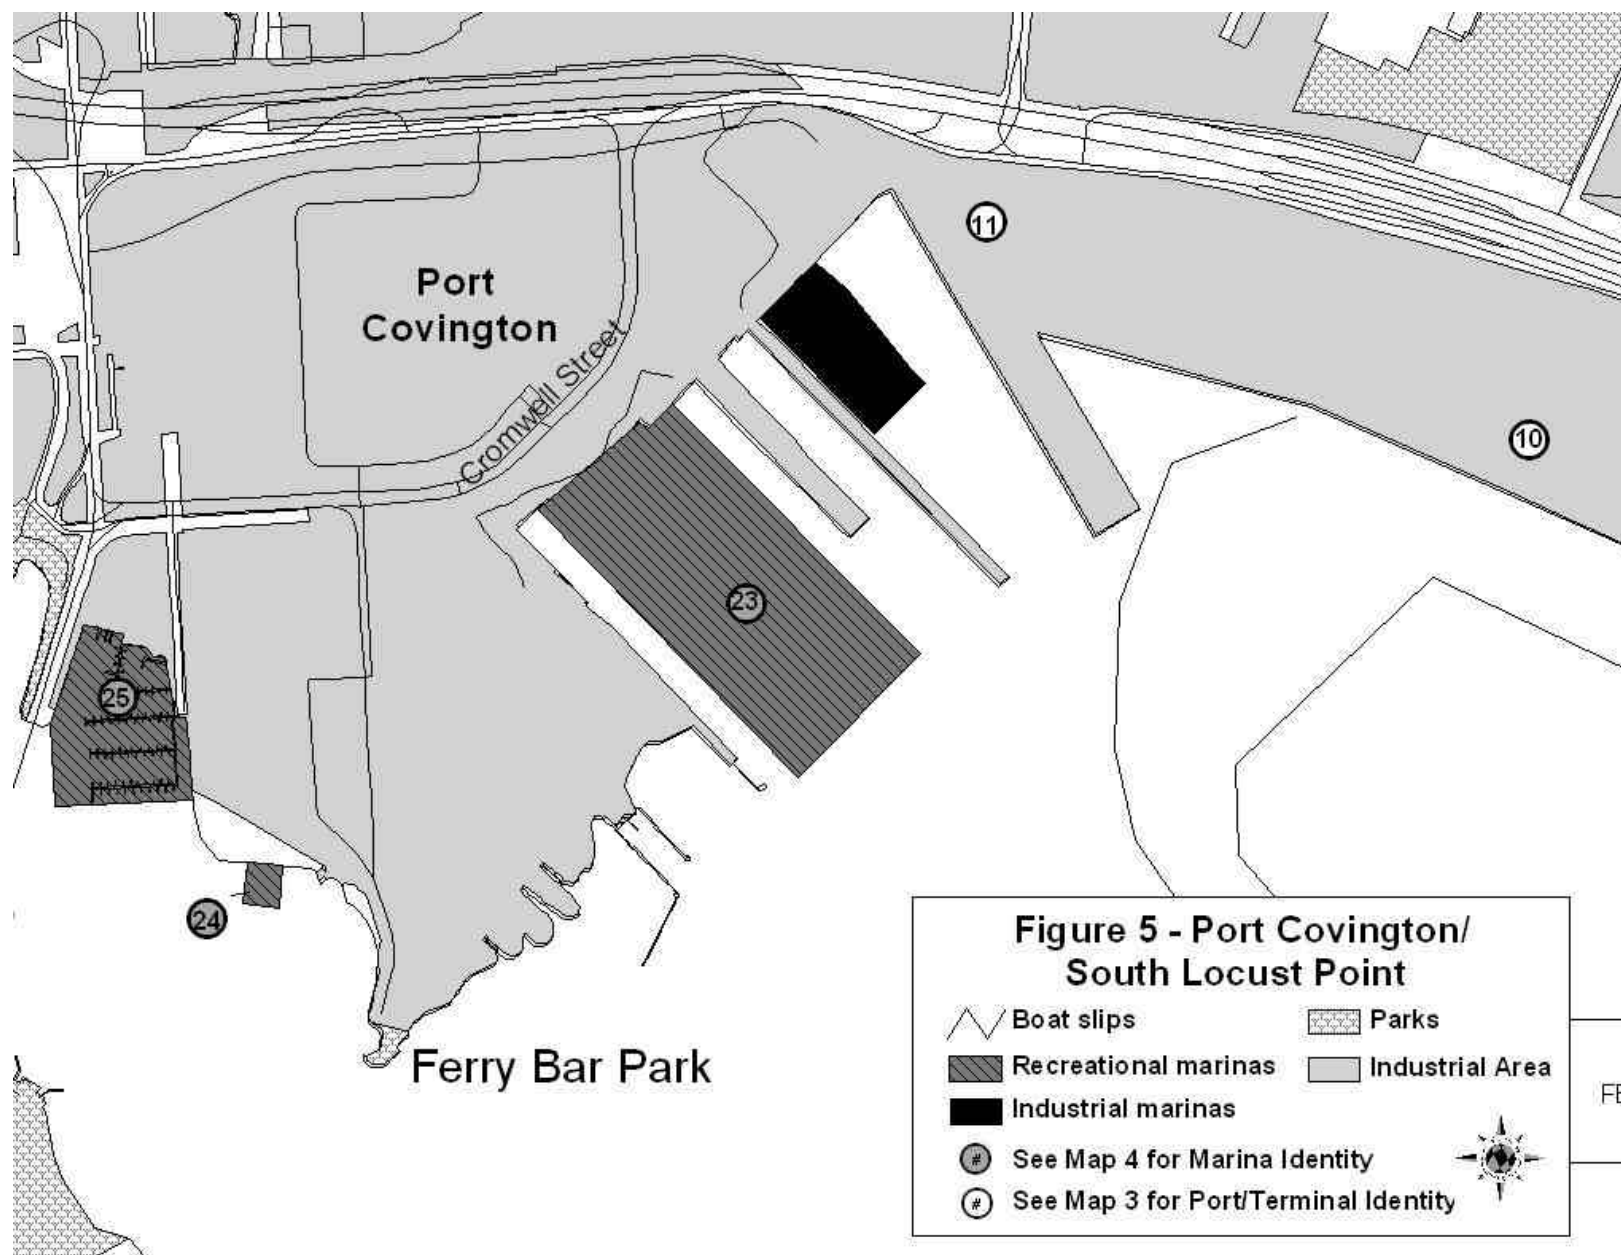 11
Port
Covington
Cromwell Street
10
23
25
24
Ferry Bar Park
Figure 5 - Port Covington/
South Locust Point
Boat slips
Parks
Recreational marinas
Industrial Area
Industrial marinas
# See Map 4 for Marina Identity
# See Map 3 for Port/Terminal Identity